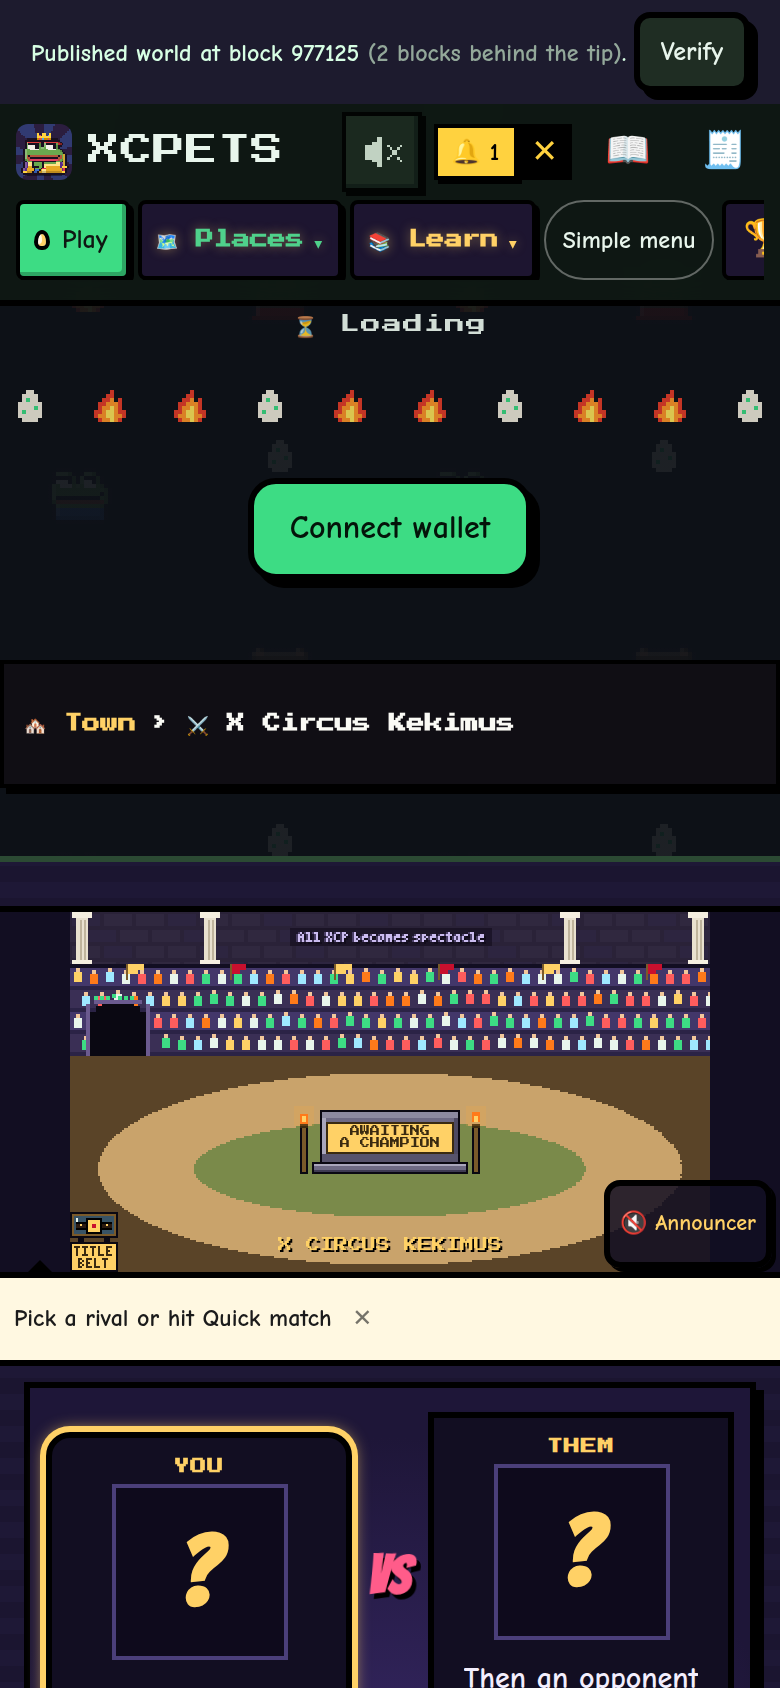 Published world at block 977125 (2 blocks behind the tip).
Verify
XCPETS
1
Play
Places
Learn
Simple menu
Loading
Connect wallet
Town › X Circus Kekimus
All XCP becomes spectacle
AWAITING
A CHAMPION
TITLE
BELT
X CIRCUS KEKIMUS
Announcer
Pick a rival or hit Quick match ✕
YOU
?
VS
THEM
?
Then an opponent